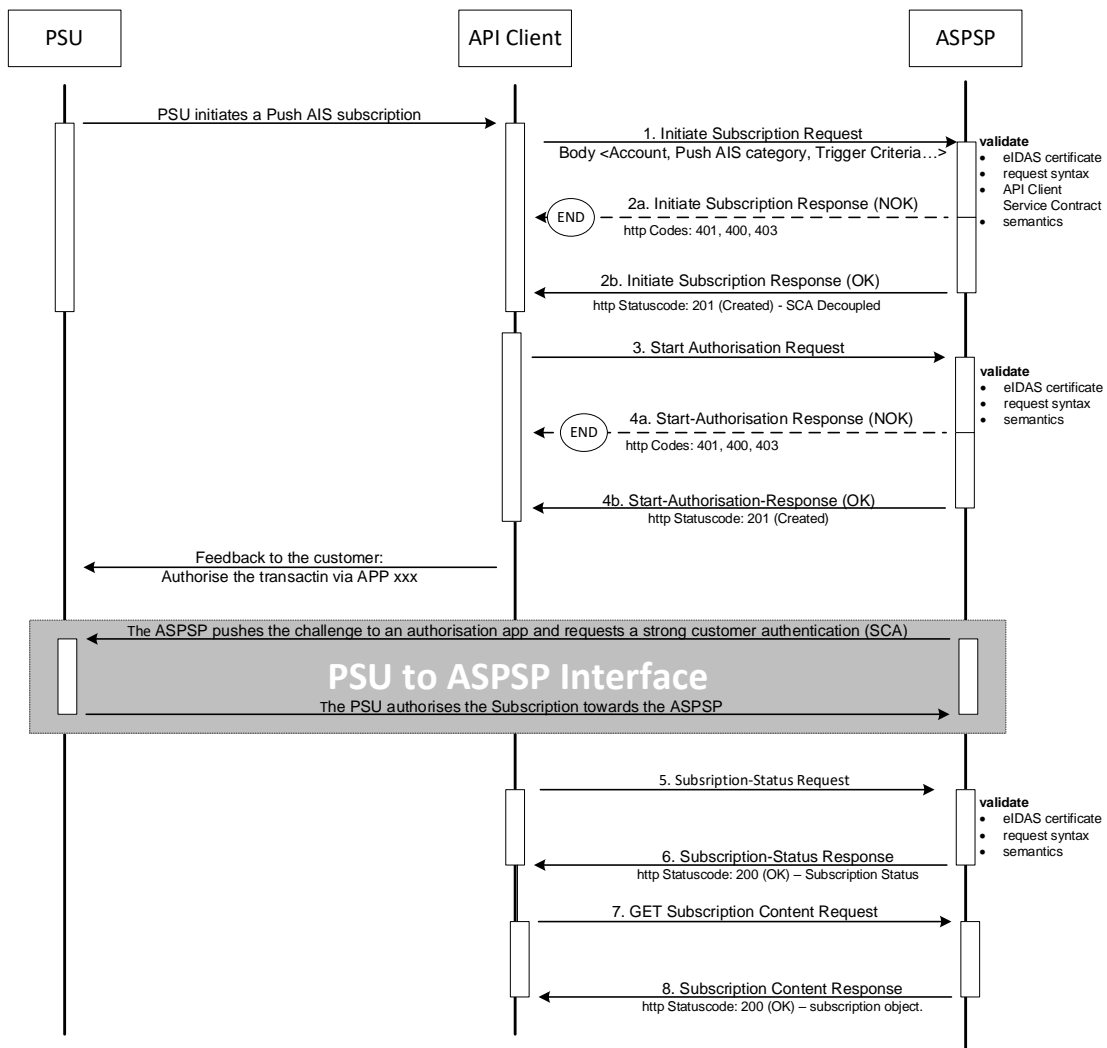 PSU
API Client
ASPSP
PSU initiates a Push AIS subscription
1. Initiate Subscription Request
Body <Account, Push AIS category, Trigger Criteria…>
validate
• eIDAS certificate
• request syntax
• API Client
Service Contract
• semantics
2a. Initiate Subscription Response (NOK)
END
http Codes: 401, 400, 403
2b. Initiate Subscription Response (OK)
http Statuscode: 201 (Created) - SCA Decoupled
3. Start Authorisation Request
validate
• eIDAS certificate
• request syntax
• semantics
4a. Start-Authorisation Response (NOK)
END
http Codes: 401, 400, 403
4b. Start-Authorisation-Response (OK)
http Statuscode: 201 (Created)
Feedback to the customer:
Authorise the transactin via APP xxx
The ASPSP pushes the challenge to an authorisation app and requests a strong customer authentication (SCA)
PSU to ASPSP Interface
The PSU authorises the Subscription towards the ASPSP
5. Subsription-Status Request
validate
• eIDAS certificate
• request syntax
• semantics
6. Subscription-Status Response
http Statuscode: 200 (OK) – Subscription Status
7. GET Subscription Content Request
8. Subscription Content Response
http Statuscode: 200 (OK) – subscription object.